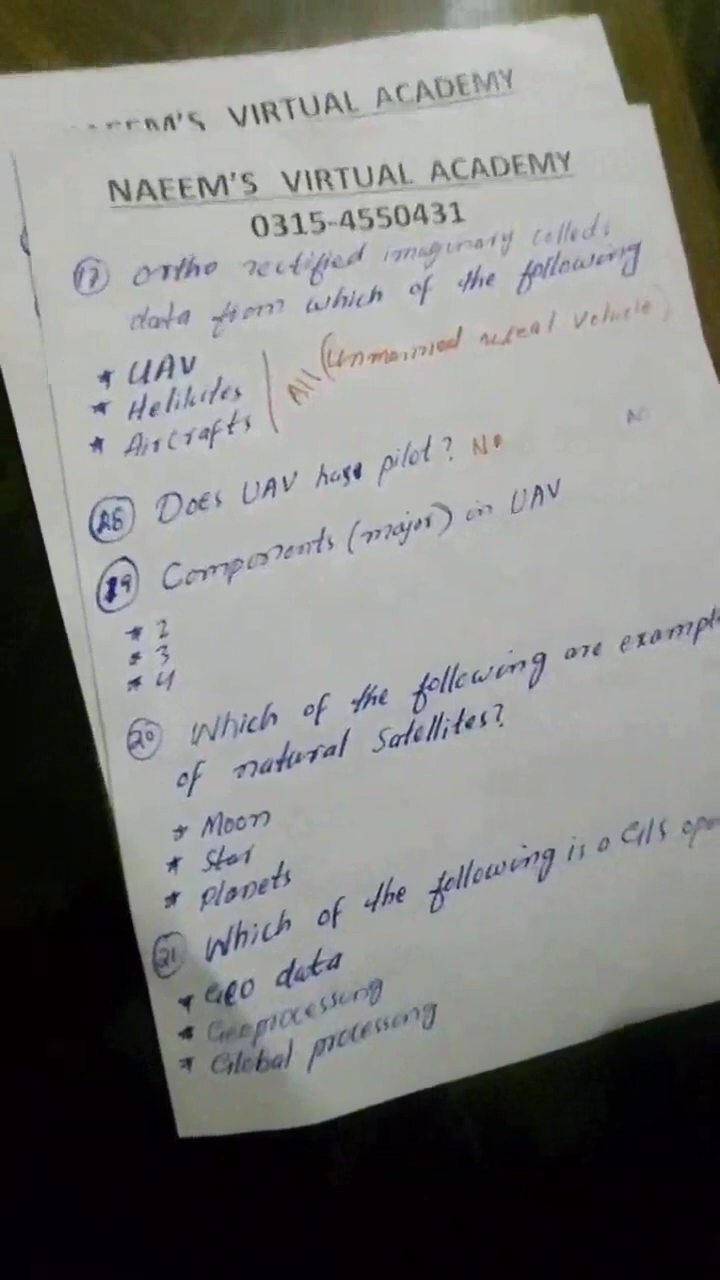 VIRTUAL ACADEMY
NAEEM'S VIRTUAL ACADEMY
0315-4550431
17 Ortho rectified imaginary collects
data from which of the following
* UAV
* Helikites
* Aircrafts
All (Unmanned aerial Vehicle)
Does UAV have pilot? No
19 Components (major) in UAV
* 2
* 3
* 4
20 Which of the following are exampl
of natural Satellites?
* Moon
* Star
* Planets
21 Which of the following is a GIS ope
* Geo data
* Geoprocessing
* Global processing